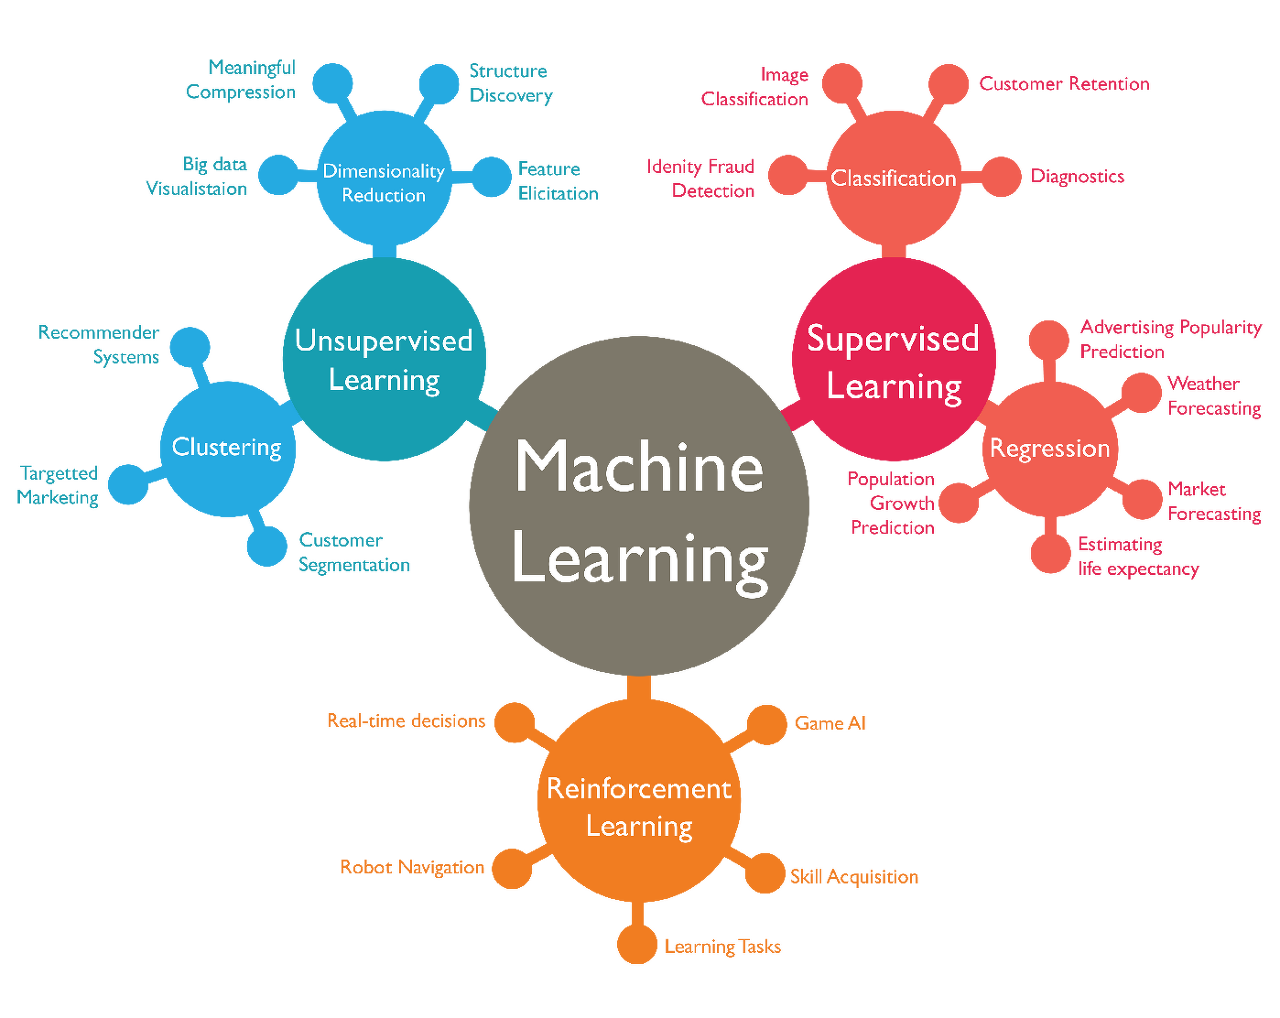 Meaningful
Compression
Structure
Discovery
Big data
Visualistaion
Dimensionality
Reduction
Feature
Elicitation
Image
Classification
Customer Retention
Idenity Fraud
Detection
Classification
Diagnostics
Unsupervised
Learning
Supervised
Learning
Recommender
Systems
Clustering
Targetted
Marketing
Customer
Segmentation
Advertising Popularity
Prediction
Weather
Forecasting
Regression
Population
Growth
Prediction
Market
Forecasting
Estimating
life expectancy
Machine
Learning
Real-time decisions
Game AI
Reinforcement
Learning
Robot Navigation
Skill Acquisition
Learning Tasks